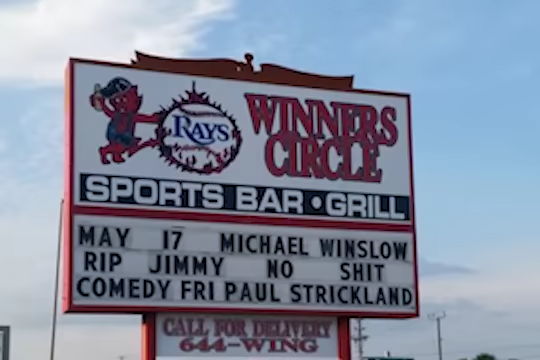 RAYS
WINNERS
CIRCLE
SPORTS BAR • GRILL
MAY 17 MICHAEL WINSLOW
RIP JIMMY NO SHIT
COMEDY FRI PAUL STRICKLAND
CALL FOR DELIVERY
644-WING